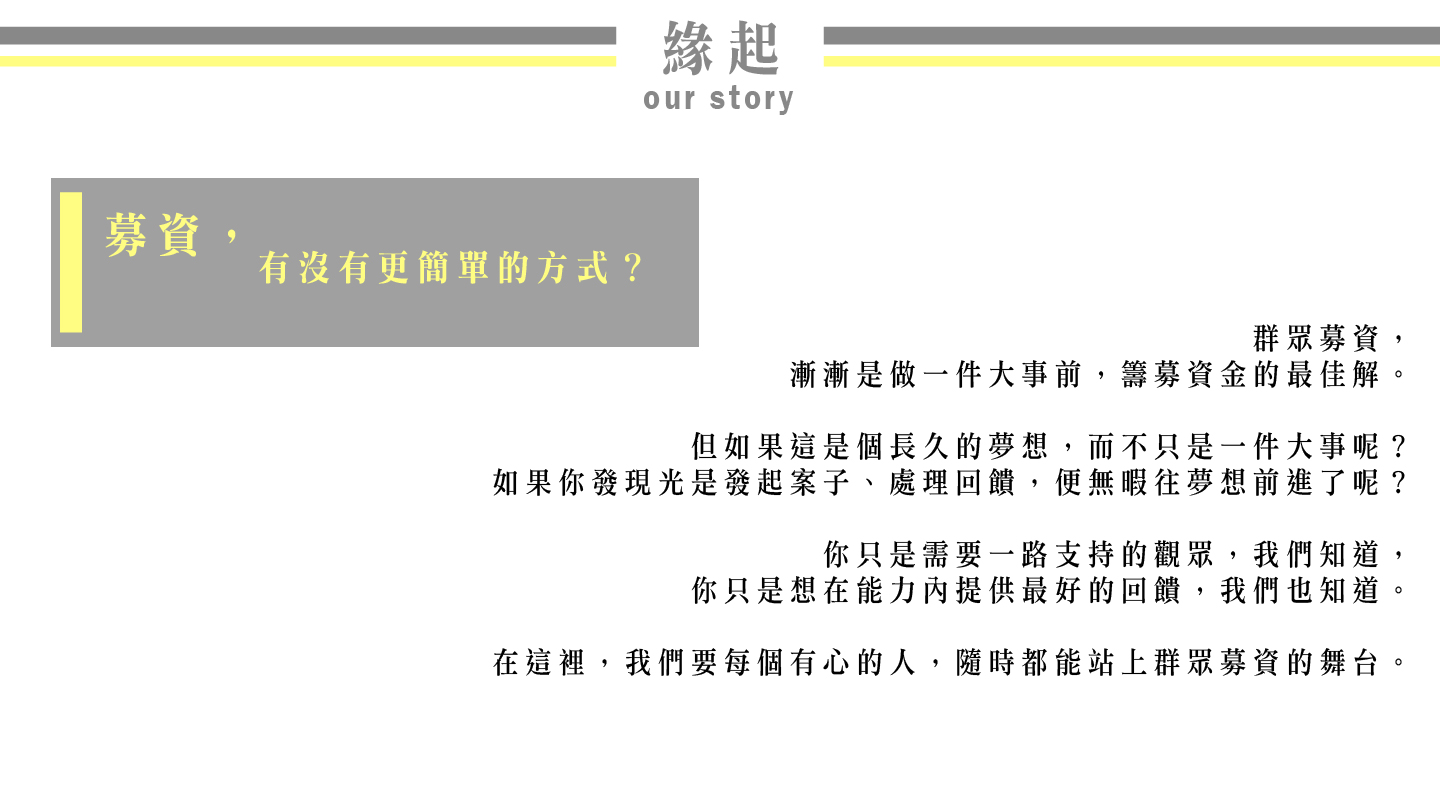 緣起
our story
募資，
有沒有更簡單的方式？
群眾募資，
漸漸是做一件大事前，籌募資金的最佳解。
但如果這是個長久的夢想，而不只是一件大事呢？
如果你發現光是發起案子、處理回饋，便無暇往夢想前進了呢？
你只是需要一路支持的觀眾，我們知道，
你只是想在能力內提供最好的回饋，我們也知道。
在這裡，我們要每個有心的人，隨時都能站上群眾募資的舞台。